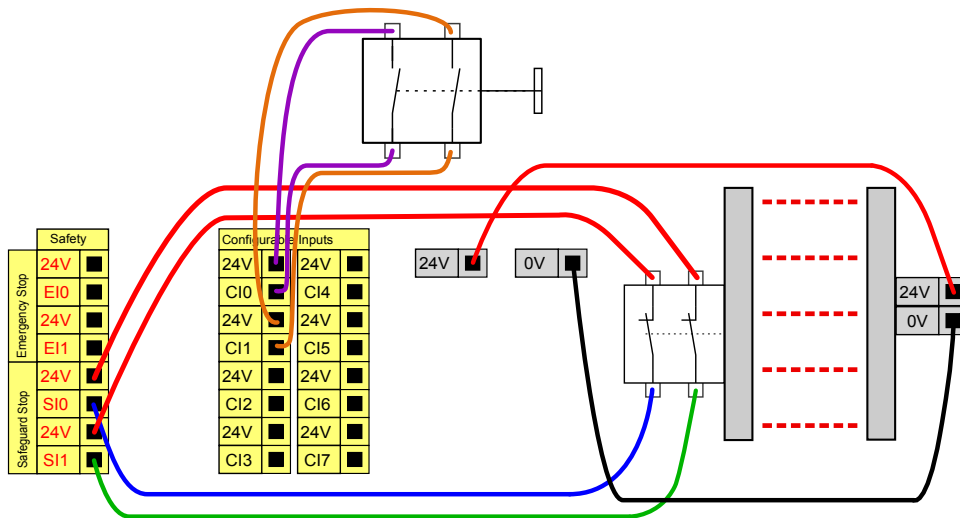 Safety
Emergency Stop
24V
EI0
24V
EI1
Safeguard Stop
24V
SI0
24V
SI1
Configurable Inputs
24V 24V
CI0 CI4
24V 24V
CI1 CI5
24V 24V
CI2 CI6
24V 24V
CI3 CI7
24V 0V
24V
0V